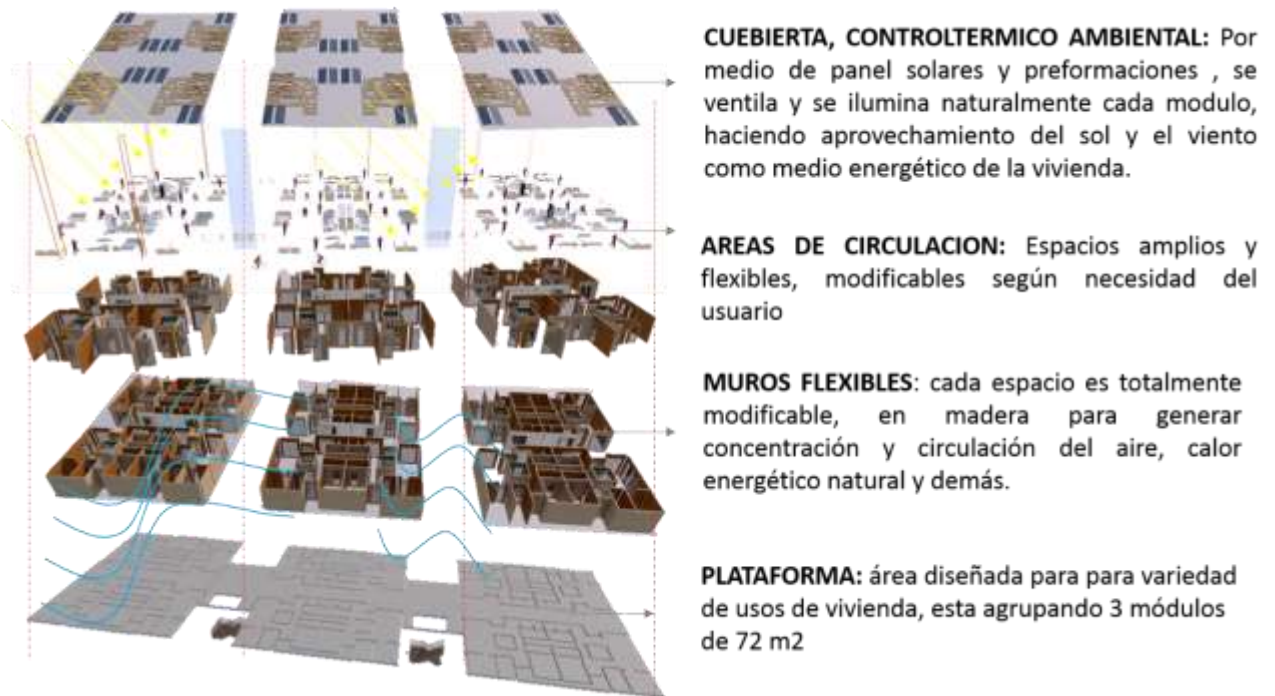 CUEBIERTA, CONTROLTERMICO AMBIENTAL: Por
medio de panel solares y preformaciones , se
ventila y se ilumina naturalmente cada modulo,
haciendo aprovechamiento del sol y el viento
como medio energético de la vivienda.
AREAS DE CIRCULACION: Espacios amplios y
flexibles, modificables según necesidad del
usuario
MUROS FLEXIBLES: cada espacio es totalmente
modificable, en madera para generar
concentración y circulación del aire, calor
energético natural y demás.
PLATAFORMA: área diseñada para para variedad
de usos de vivienda, esta agrupando 3 módulos
de 72 m2